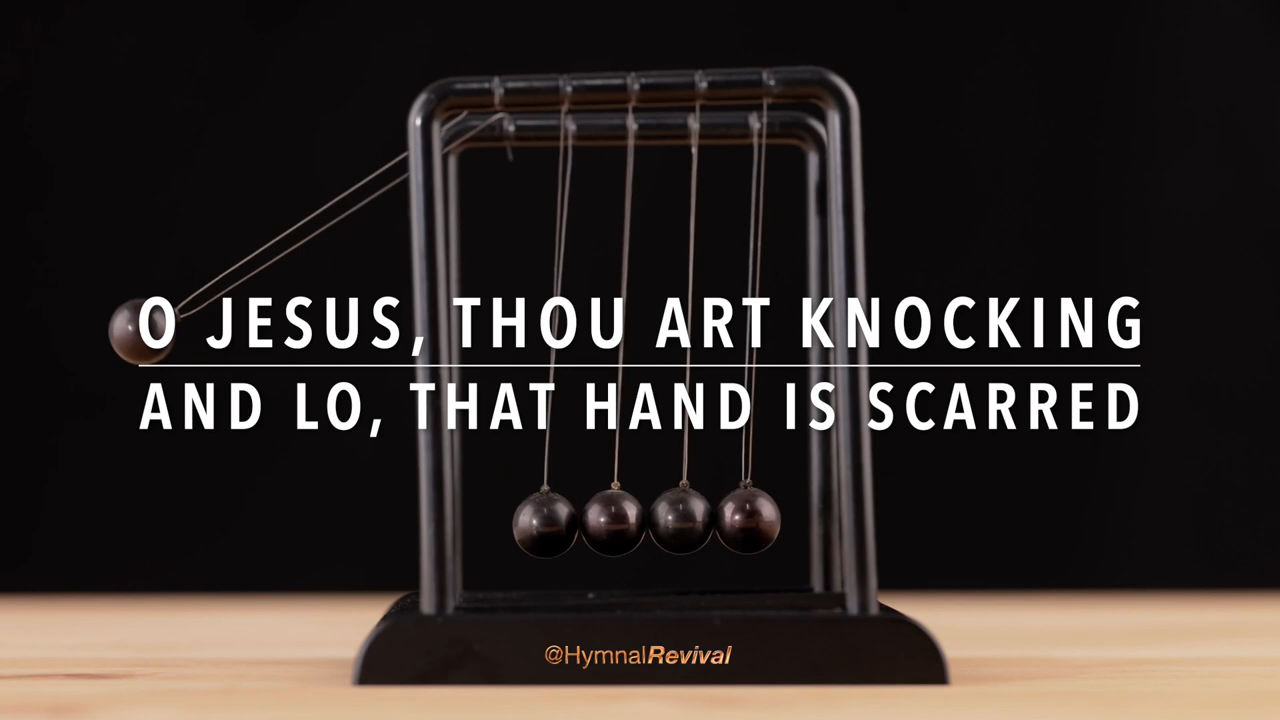 O JESUS, THOU ART KNOCKING
AND LO, THAT HAND IS SCARRED
@HymnalRevival